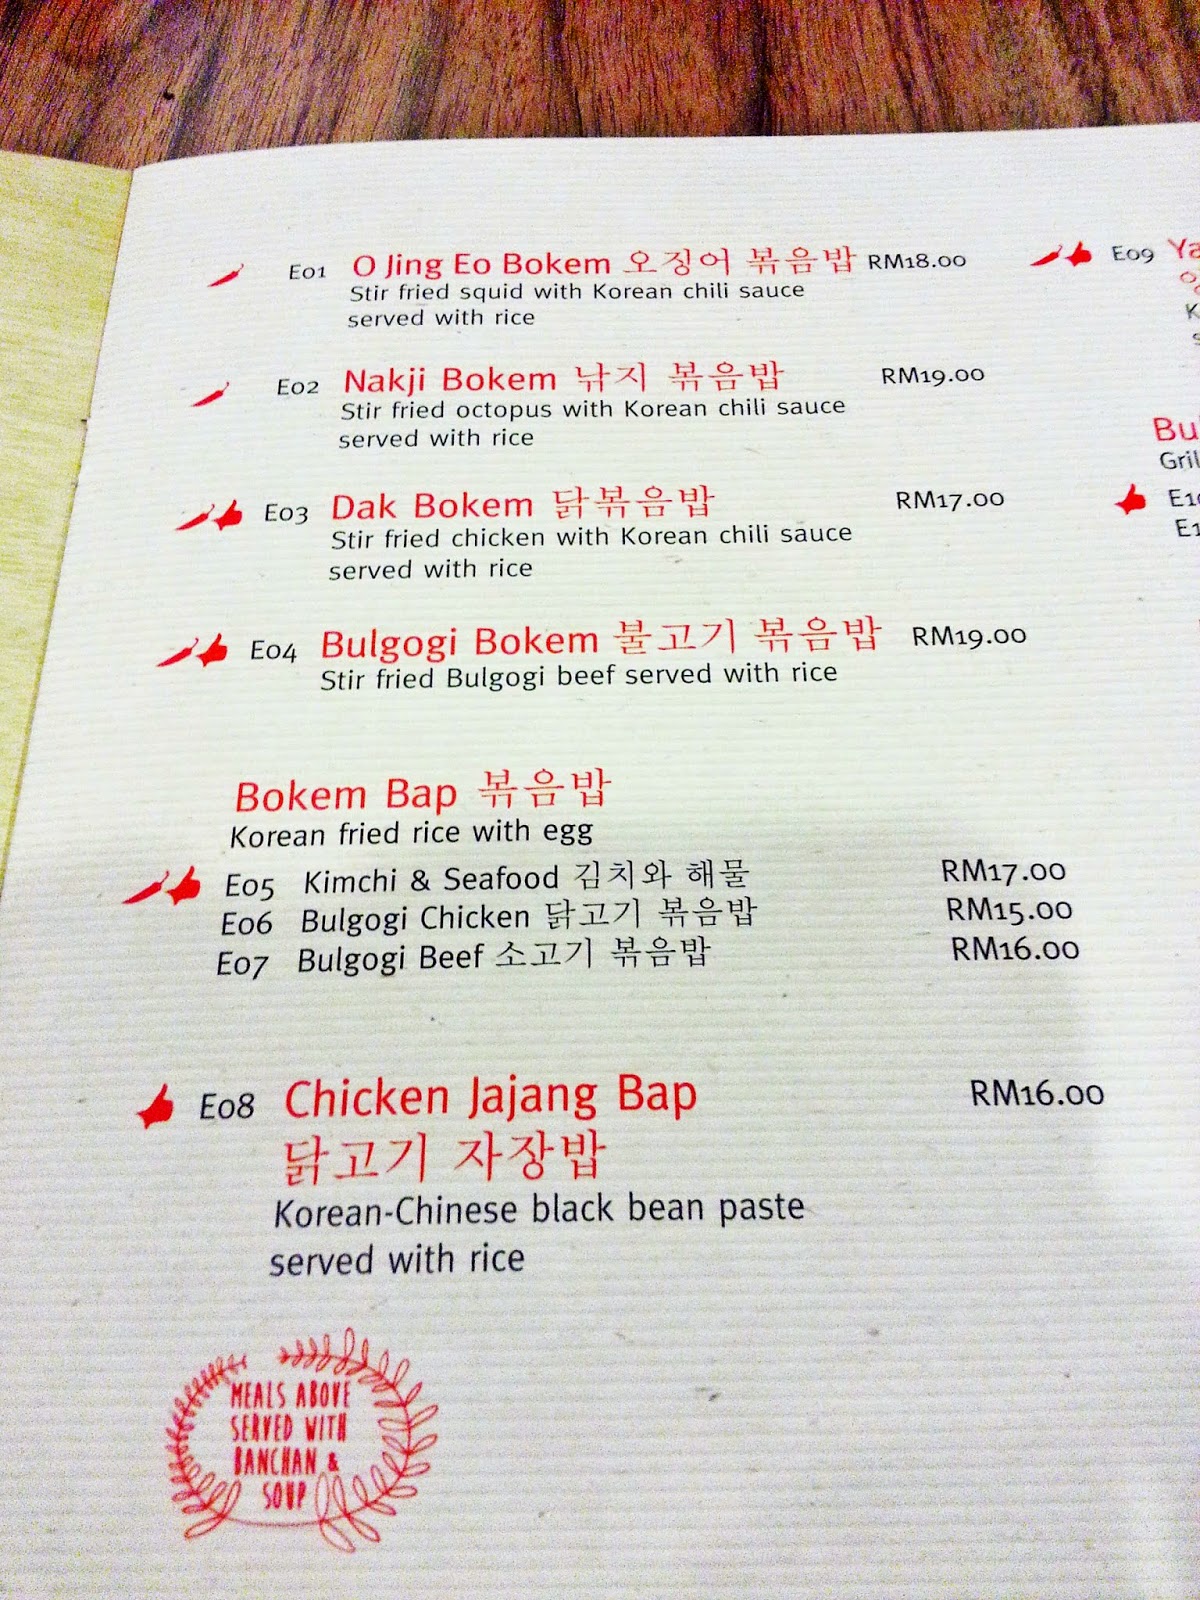 E01 O Jing Eo Bokem 오징어 볶음밥 RM18.00
Stir fried squid with Korean chili sauce
served with rice
E02 Nakji Bokem 낚지 볶음밥 RM19.00
Stir fried octopus with Korean chili sauce
served with rice
E03 Dak Bokem 닭볶음밥 RM17.00
Stir fried chicken with Korean chili sauce
served with rice
E04 Bulgogi Bokem 불고기 볶음밥 RM19.00
Stir fried Bulgogi beef served with rice
Bokem Bap 볶음밥
Korean fried rice with egg
E05 Kimchi & Seafood 김치와 해물 RM17.00
E06 Bulgogi Chicken 닭고기 볶음밥 RM15.00
E07 Bulgogi Beef 소고기 볶음밥 RM16.00
E08 Chicken Jajang Bap RM16.00
닭고기 자장밥
Korean-Chinese black bean paste
served with rice
MEALS ABOVE
SERVED WITH
BANCHAN &
SOUP
E09